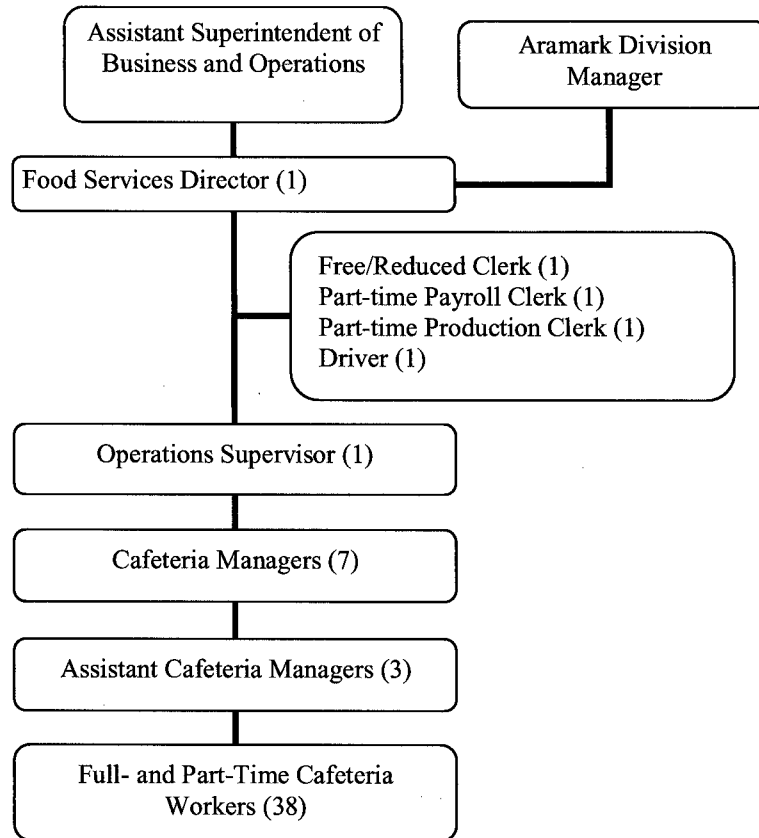 Assistant Superintendent of
Business and Operations
Aramark Division
Manager
Food Services Director (1)
Free/Reduced Clerk (1)
Part-time Payroll Clerk (1)
Part-time Production Clerk (1)
Driver (1)
Operations Supervisor (1)
Cafeteria Managers (7)
Assistant Cafeteria Managers (3)
Full- and Part-Time Cafeteria
Workers (38)